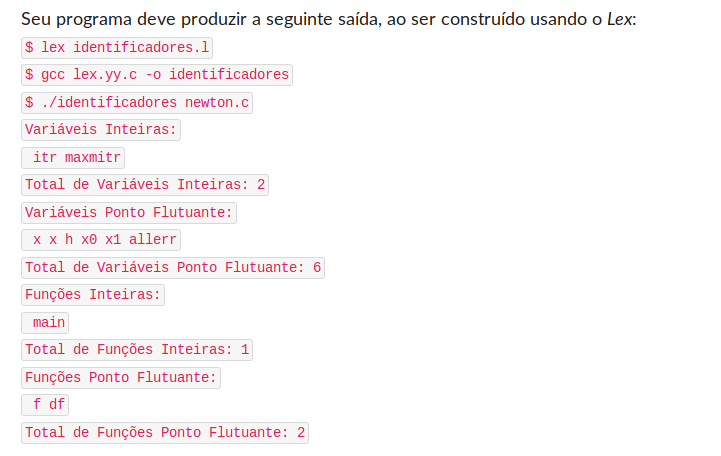 Seu programa deve produzir a seguinte saída, ao ser construído usando o Lex:
$ lex identificadores.l
$ gcc lex.yy.c -o identificadores
$ ./identificadores newton.c
Variáveis Inteiras:
itr maxmitr
Total de Variáveis Inteiras: 2
Variáveis Ponto Flutuante:
x x h x0 x1 allerr
Total de Variáveis Ponto Flutuante: 6
Funções Inteiras:
main
Total de Funções Inteiras: 1
Funções Ponto Flutuante:
f df
Total de Funções Ponto Flutuante: 2